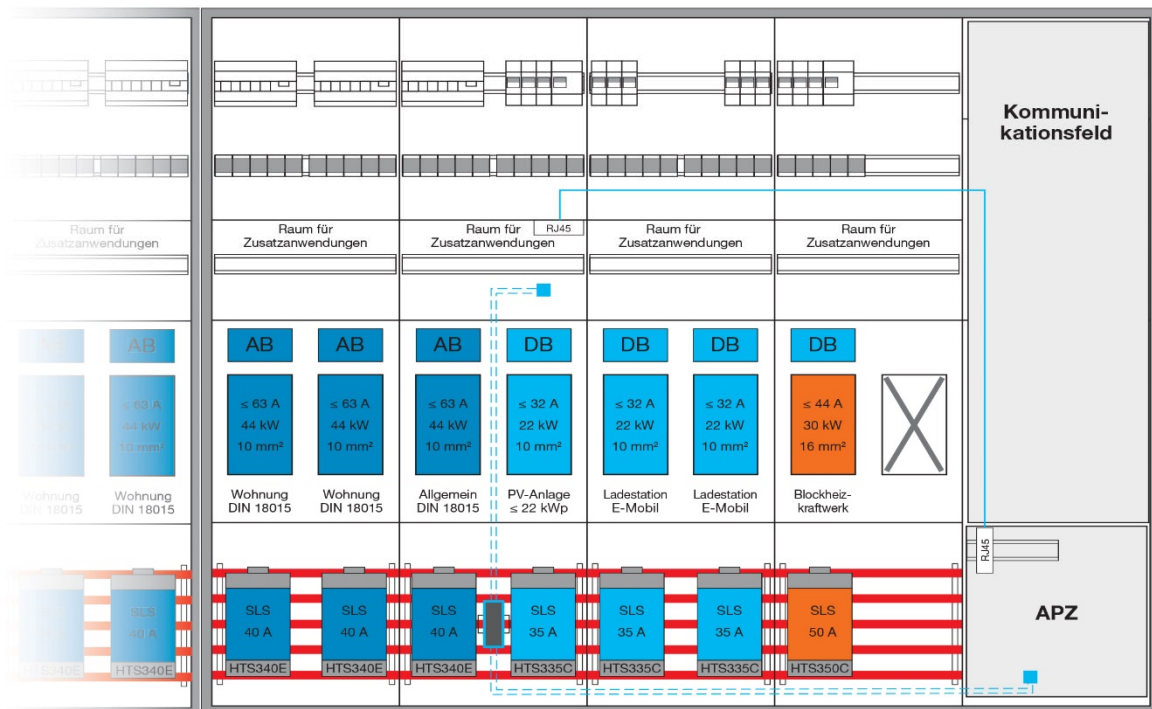 Kommuni-
kationsfeld
Raum für
Zusatzanwendungen
Raum für
Zusatzanwendungen
Raum für
Zusatzanwendungen
RJ45
Raum für
Zusatzanwendungen
Raum für
Zusatzanwendungen
AB
AB
AB
AB
DB
DB
DB
DB
≤ 63 A
44 kW
10 mm²
≤ 63 A
44 kW
10 mm²
≤ 63 A
44 kW
10 mm²
≤ 63 A
44 kW
10 mm²
≤ 32 A
22 kW
10 mm²
≤ 32 A
22 kW
10 mm²
≤ 32 A
22 kW
10 mm²
≤ 44 A
30 kW
16 mm²
Wohnung
DIN 18015
Wohnung
DIN 18015
Wohnung
DIN 18015
Wohnung
DIN 18015
Allgemein
DIN 18015
PV-Anlage
≤ 22 kWp
Ladestation
E-Mobil
Ladestation
E-Mobil
Blockheiz-
kraftwerk
RJ45
APZ
SLS
40 A
HTS340E
SLS
40 A
HTS340E
SLS
40 A
HTS340E
SLS
40 A
HTS340E
SLS
35 A
HTS335C
SLS
35 A
HTS335C
SLS
35 A
HTS335C
SLS
50 A
HTS350C